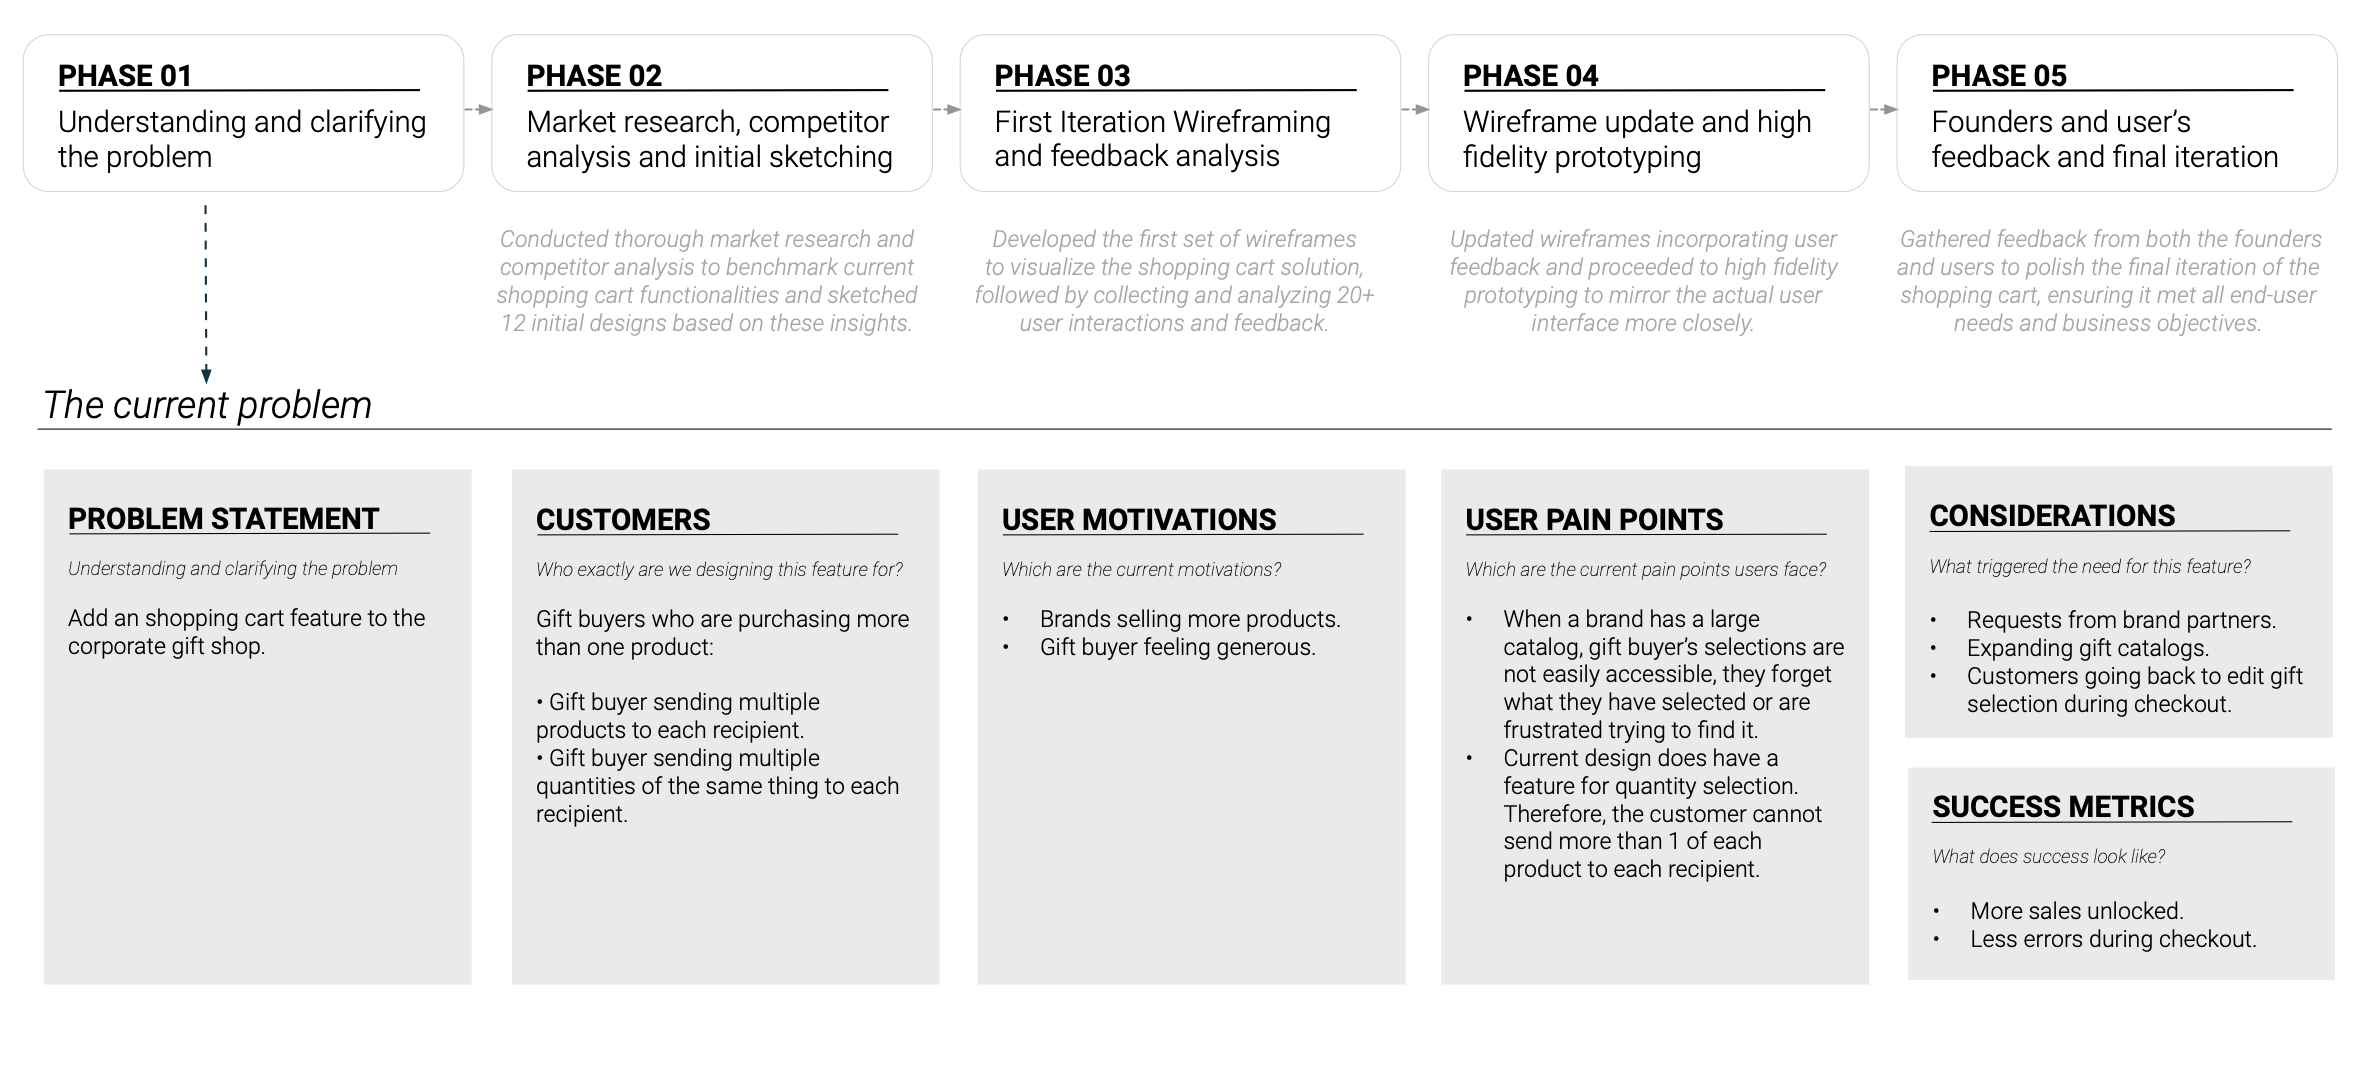 PHASE 01
Understanding and clarifying
the problem
PHASE 02
Market research, competitor
analysis and initial sketching
PHASE 03
First Iteration Wireframing
and feedback analysis
PHASE 04
Wireframe update and high
fidelity prototyping
PHASE 05
Founders and user’s
feedback and final iteration
Conducted thorough market research and
competitor analysis to benchmark current
shopping cart functionalities and sketched
12 initial designs based on these insights.
Developed the first set of wireframes
to visualize the shopping cart solution,
followed by collecting and analyzing 20+
user interactions and feedback.
Updated wireframes incorporating user
feedback and proceeded to high fidelity
prototyping to mirror the actual user
interface more closely.
Gathered feedback from both the founders
and users to polish the final iteration of the
shopping cart, ensuring it met all end-user
needs and business objectives.
The current problem
PROBLEM STATEMENT
Understanding and clarifying the problem
Add an shopping cart feature to the
corporate gift shop.
CUSTOMERS
Who exactly are we designing this feature for?
Gift buyers who are purchasing more
than one product:
• Gift buyer sending multiple
products to each recipient.
• Gift buyer sending multiple
quantities of the same thing to each
recipient.
USER MOTIVATIONS
Which are the current motivations?
• Brands selling more products.
• Gift buyer feeling generous.
USER PAIN POINTS
Which are the current pain points users face?
• When a brand has a large
catalog, gift buyer’s selections are
not easily accessible, they forget
what they have selected or are
frustrated trying to find it.
• Current design does have a
feature for quantity selection.
Therefore, the customer cannot
send more than 1 of each
product to each recipient.
CONSIDERATIONS
What triggered the need for this feature?
• Requests from brand partners.
• Expanding gift catalogs.
• Customers going back to edit gift
selection during checkout.
SUCCESS METRICS
What does success look like?
• More sales unlocked.
• Less errors during checkout.